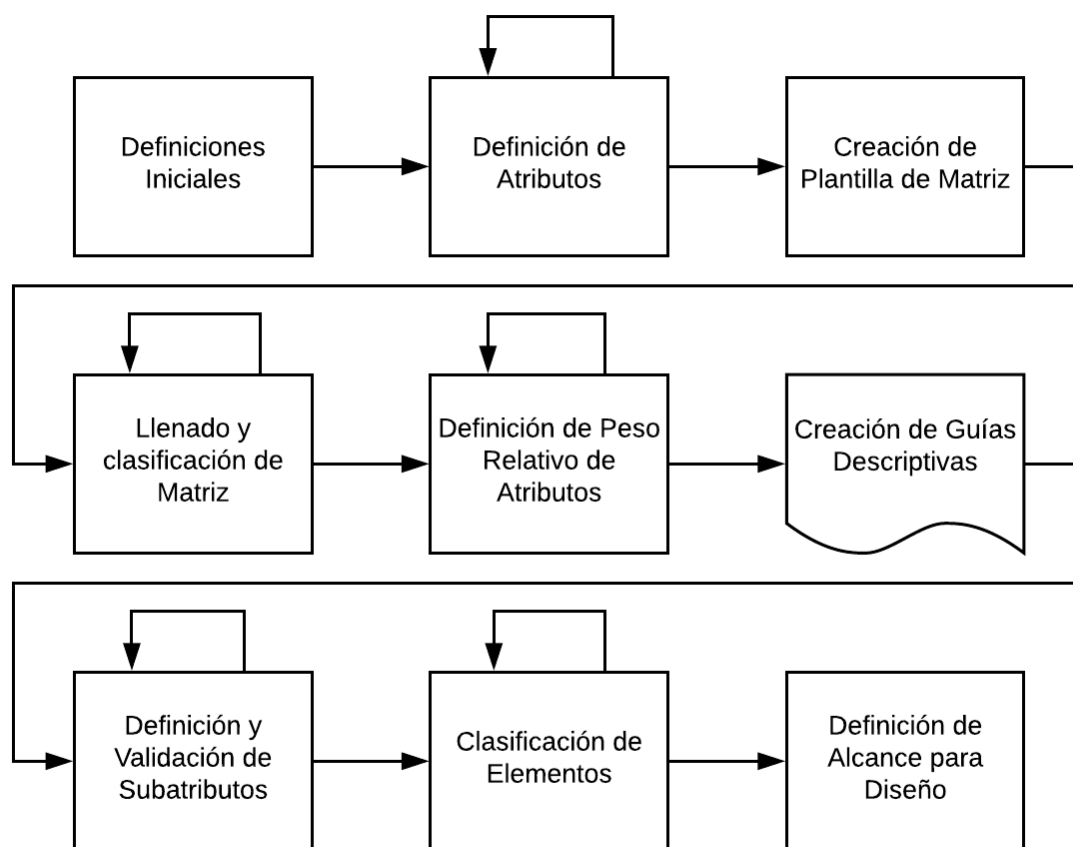 Definiciones
Iniciales
Definición de
Atributos
Creación de
Plantilla de Matriz
Llenado y
clasificación de
Matriz
Definición de Peso
Relativo de
Atributos
Creación de Guías
Descriptivas
Definición y
Validación de
Subatributos
Clasificación de
Elementos
Definición de
Alcance para
Diseño